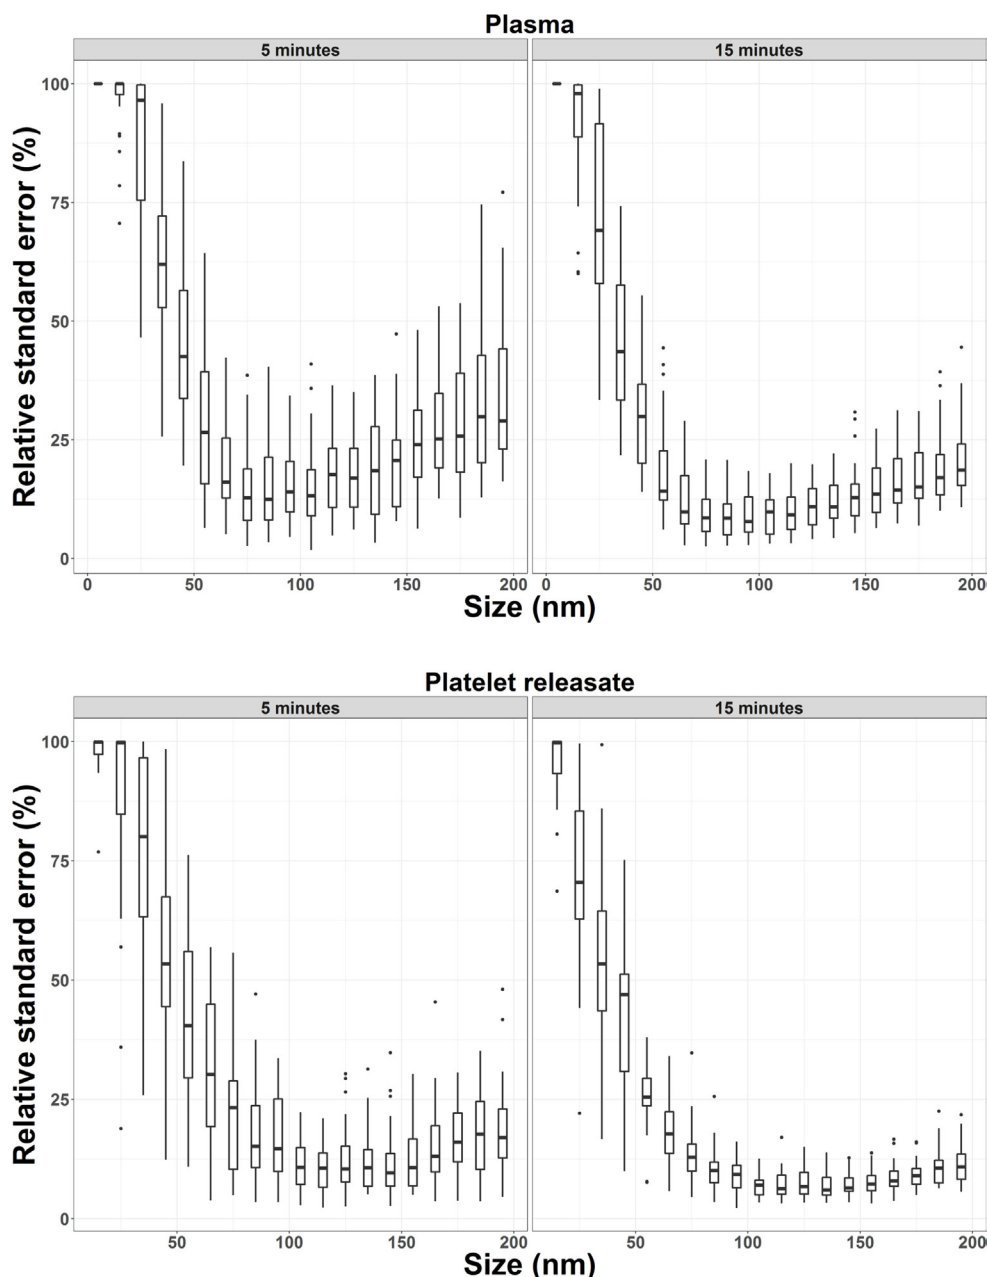 Plasma
5 minutes 15 minutes
Relative standard error (%)
100
75
50
25
0
0 50 100 150 200 0 50 100 150 200
Size (nm)
Platelet releasate
5 minutes 15 minutes
Relative standard error (%)
100
75
50
25
0
50 100 150 200 50 100 150 200
Size (nm)